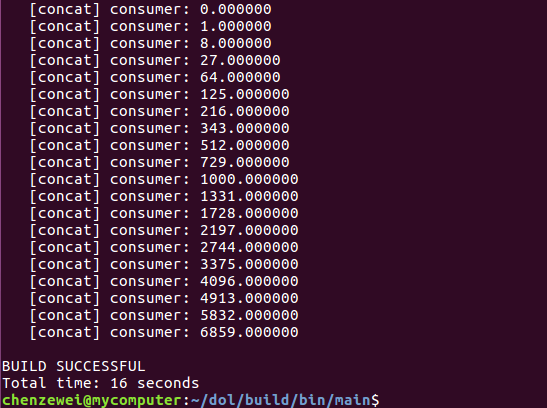 [concat] consumer: 0.000000
[concat] consumer: 1.000000
[concat] consumer: 8.000000
[concat] consumer: 27.000000
[concat] consumer: 64.000000
[concat] consumer: 125.000000
[concat] consumer: 216.000000
[concat] consumer: 343.000000
[concat] consumer: 512.000000
[concat] consumer: 729.000000
[concat] consumer: 1000.000000
[concat] consumer: 1331.000000
[concat] consumer: 1728.000000
[concat] consumer: 2197.000000
[concat] consumer: 2744.000000
[concat] consumer: 3375.000000
[concat] consumer: 4096.000000
[concat] consumer: 4913.000000
[concat] consumer: 5832.000000
[concat] consumer: 6859.000000
BUILD SUCCESSFUL
Total time: 16 seconds
chenzewei@mycomputer:~/dol/build/bin/main$